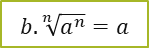 b. ⁿ√aⁿ = a